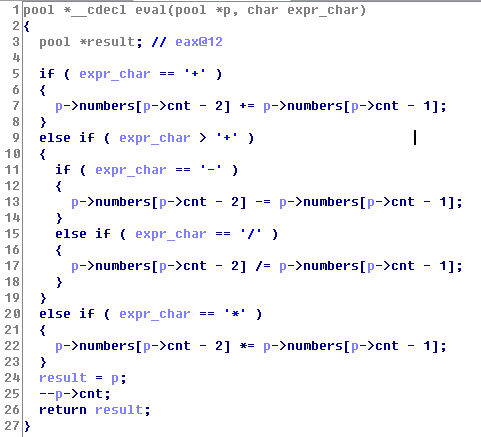 1 pool *__cdecl eval(pool *p, char expr_char)
2 {
3   pool *result; // eax@12
4
5   if ( expr_char == '+' )
6   {
7     p->numbers[p->cnt - 2] += p->numbers[p->cnt - 1];
8   }
9   else if ( expr_char > '+' )
10   {
11     if ( expr_char == '-' )
12     {
13       p->numbers[p->cnt - 2] -= p->numbers[p->cnt - 1];
14     }
15     else if ( expr_char == '/' )
16     {
17       p->numbers[p->cnt - 2] /= p->numbers[p->cnt - 1];
18     }
19   }
20   else if ( expr_char == '*' )
21   {
22     p->numbers[p->cnt - 2] *= p->numbers[p->cnt - 1];
23   }
24   result = p;
25   --p->cnt;
26   return result;
27 }